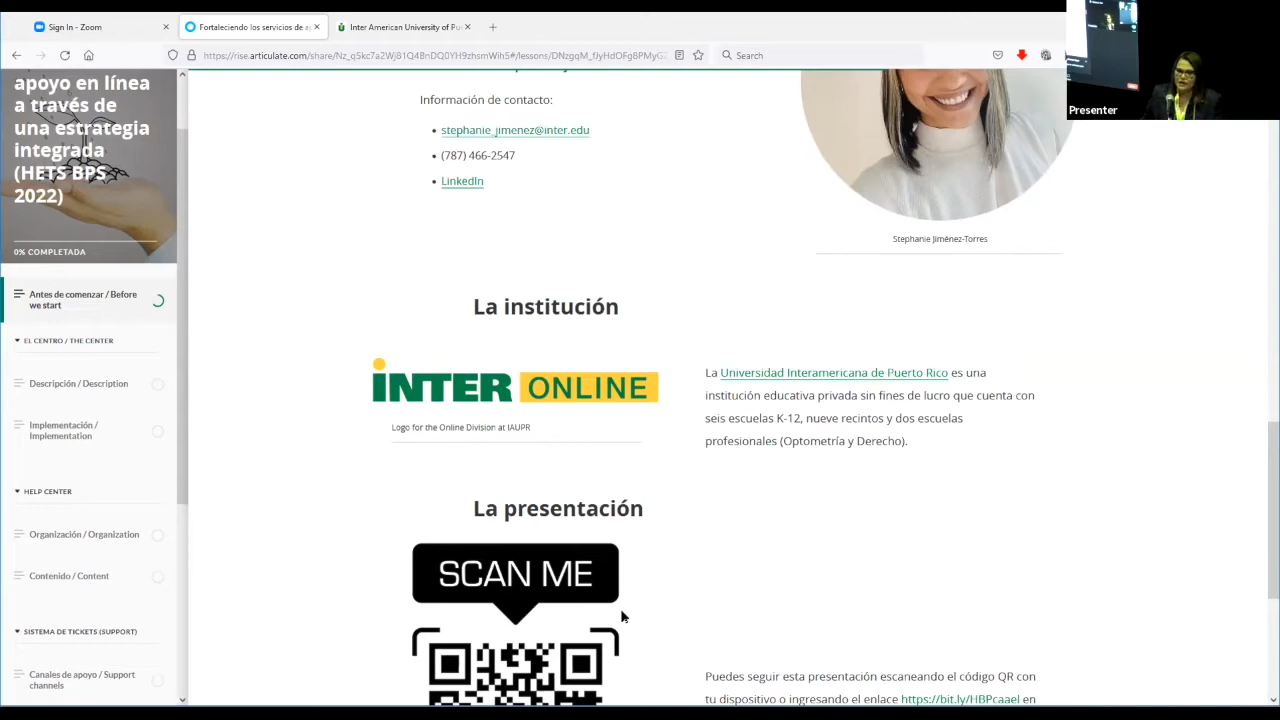 Sign In - Zoom
Fortaleciendo los servicios de a
Inter American University of Pu
https://rise.articulate.com/share/
Search
Presenter
apoyo en línea
a través de
una estrategia
integrada
(HETS BPS
2022)
0% COMPLETADA
Antes de comenzar / Before
we start
EL CENTRO / THE CENTER
Descripción / Description
Implementación /
Implementation
HELP CENTER
Organización / Organization
Contenido / Content
SISTEMA DE TICKETS (SUPPORT)
Canales de apoyo / Support
channels
Información de contacto:
stephanie_jimenez@inter.edu
(787) 466-2547
LinkedIn
Stephanie Jiménez-Torres
La institución
INTER ONLINE
Logo for the Online Division at IAUPR
La Universidad Interamericana de Puerto Rico es una
institución educativa privada sin fines de lucro que cuenta con
seis escuelas K-12, nueve recintos y dos escuelas
profesionales (Optometría y Derecho).
La presentación
SCAN ME
Puedes seguir esta presentación escaneando el código QR con
tu dispositivo o ingresando el enlace https://bit.ly/HBPcaael en